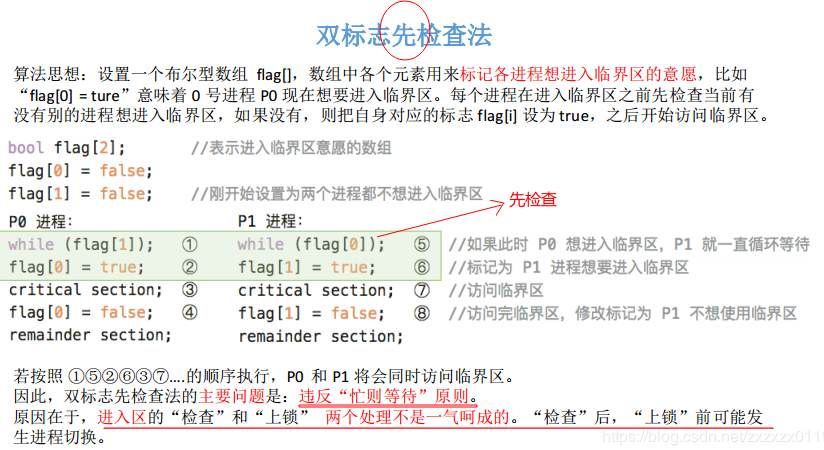 双标志先检查法
算法思想：设置一个布尔型数组 flag[]，数组中各个元素用来标记各进程想进入临界区的意愿，比如
“flag[0] = ture”意味着 0 号进程 P0 现在想要进入临界区。每个进程在进入临界区之前先检查当前有
没有别的进程想进入临界区，如果没有，则把自身对应的标志 flag[i] 设为 true，之后开始访问临界区。
bool flag[2]; //表示进入临界区意愿的数组
flag[0] = false;
flag[1] = false; //刚开始设置为两个进程都不想进入临界区
先检查
P0 进程： P1 进程：
while (flag[1]); ① while (flag[0]); ⑤ //如果此时 P0 想进入临界区，P1 就一直循环等待
flag[0] = true; ② flag[1] = true; ⑥ //标记为 P1 进程想要进入临界区
critical section; ③ critical section; ⑦ //访问临界区
flag[0] = false; ④ flag[1] = false; ⑧ //访问完临界区，修改标记为 P1 不想使用临界区
remainder section; remainder section;
若按照 ①⑤②⑥③⑦....的顺序执行，P0 和 P1 将会同时访问临界区。
因此，双标志先检查法的主要问题是：违反“忙则等待”原则。
原因在于，进入区的“检查”和“上锁” 两个处理不是一气呵成的。“检查”后，“上锁”前可能发
生进程切换。
https://blog.csdn.net/zxzxzx0119